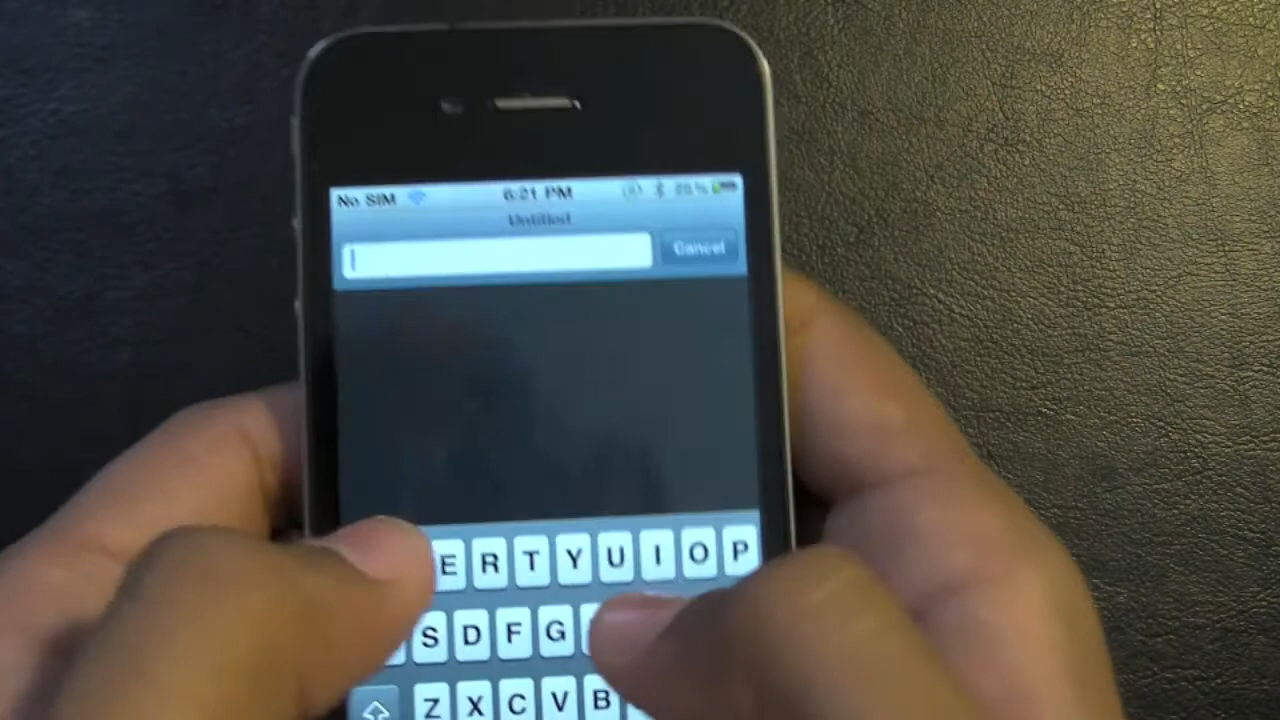 No SIM 6:21 PM
Untitled
Cancel
E R T Y U I O P
S D F G
Z X C V B